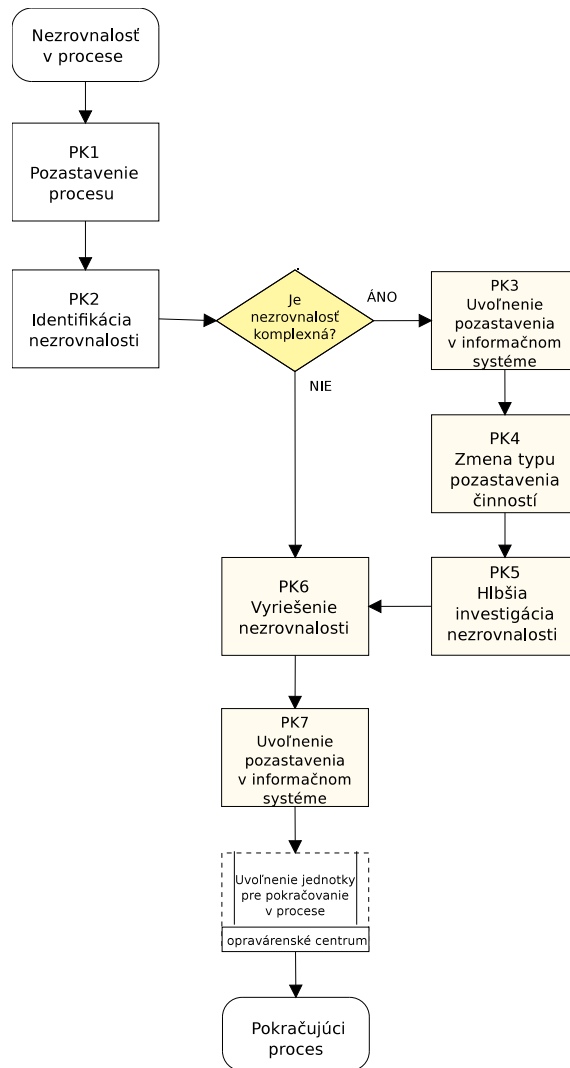 Nezrovnalosť
v procese
PK1
Pozastavenie
procesu
PK2
Identifikácia
nezrovnalosti
Je
nezrovnalosť
komplexná?
ÁNO
NIE
PK3
Uvoľnenie
pozastavenia
v informačnom
systéme
PK4
Zmena typu
pozastavenia
činností
PK5
Hlbšia
investigácia
nezrovnalosti
PK6
Vyriešenie
nezrovnalosti
PK7
Uvoľnenie
pozastavenia
v informačnom
systéme
Uvoľnenie jednotky
pre pokračovanie
v procese
opravárenské centrum
Pokračujúci
proces